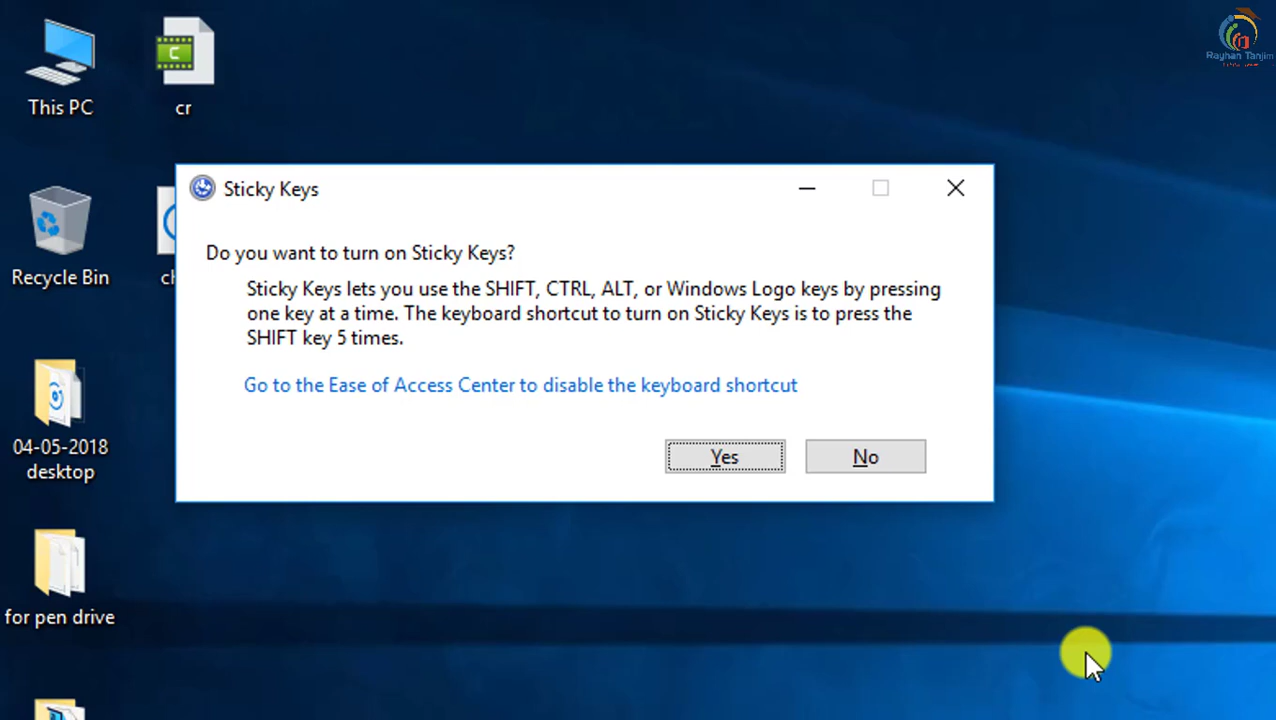 Rayhan Tanjim
This PC
C
cr
Sticky Keys
Do you want to turn on Sticky Keys?
Sticky Keys lets you use the SHIFT, CTRL, ALT, or Windows Logo keys by pressing
one key at a time. The keyboard shortcut to turn on Sticky Keys is to press the
SHIFT key 5 times.
Go to the Ease of Access Center to disable the keyboard shortcut
Yes
No
Recycle Bin
04-05-2018
desktop
for pen drive